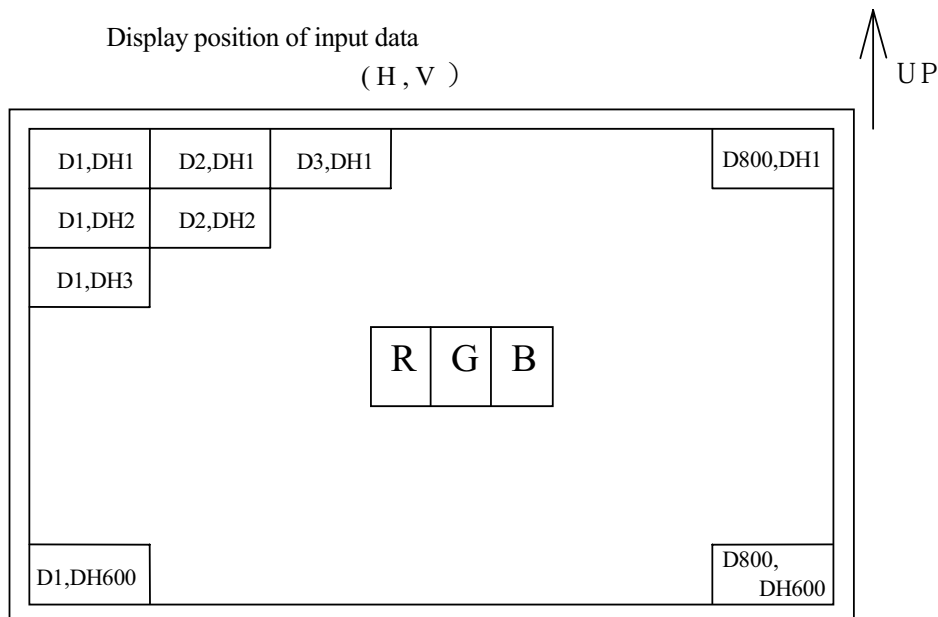 Display position of input data
( H , V )
UP
D1,DH1 D2,DH1 D3,DH1 D800,DH1
D1,DH2 D2,DH2
D1,DH3
R G B
D1,DH600 D800,
DH600